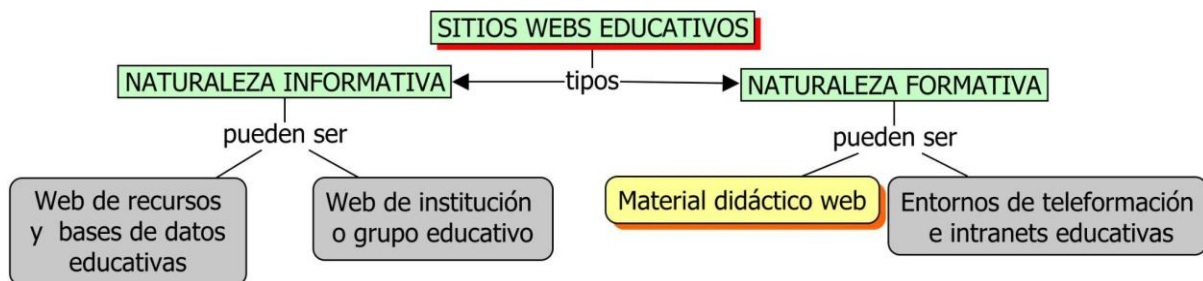 SITIOS WEBS EDUCATIVOS
tipos
NATURALEZA INFORMATIVA
NATURALEZA FORMATIVA
pueden ser
pueden ser
Web de recursos
y bases de datos
educativas
Web de institución
o grupo educativo
Material didáctico web
Entornos de teleformación
e intranets educativas